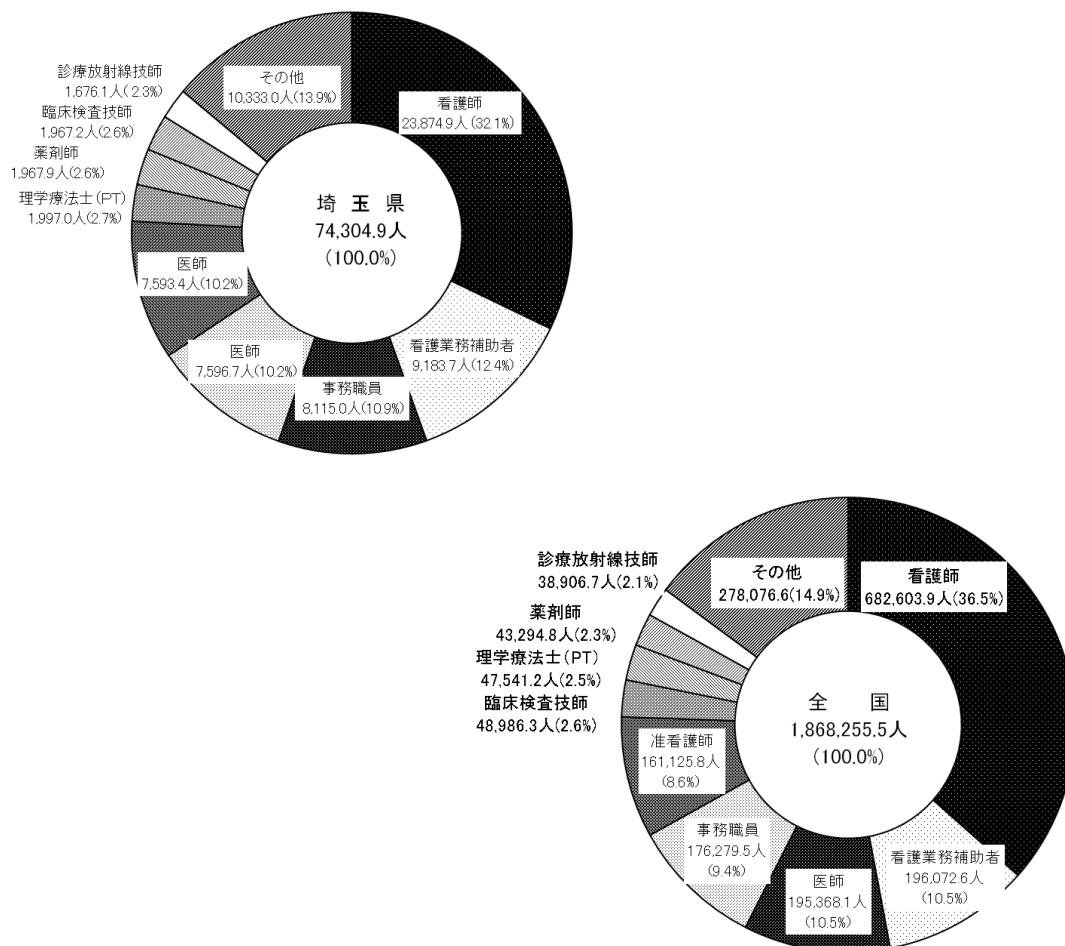 診療放射線技師
1,676.1人(2.3%)
臨床検査技師
1,967.2人(2.6%)
薬剤師
1,967.9人(2.6%)
理学療法士(PT)
1,997.0人(2.7%)
その他
10,333.0人(13.9%)
看護師
23,874.9人(32.1%)
埼玉県
74,304.9人
(100.0%)
医師
7,593.4人(10.2%)
医師
7,596.7人(10.2%)
看護業務補助者
9,183.7人(12.4%)
事務職員
8,115.0人(10.9%)
診療放射線技師
38,906.7人(2.1%)
薬剤師
43,294.8人(2.3%)
理学療法士(PT)
47,541.2人(2.5%)
臨床検査技師
48,986.3人(2.6%)
その他
278,076.6(14.9%)
看護師
682,603.9人(36.5%)
全国
1,868,255.5人
(100.0%)
准看護師
161,125.8人
(8.6%)
事務職員
176,279.5人
(9.4%)
医師
195,368.1人
(10.5%)
看護業務補助者
196,072.6人
(10.5%)